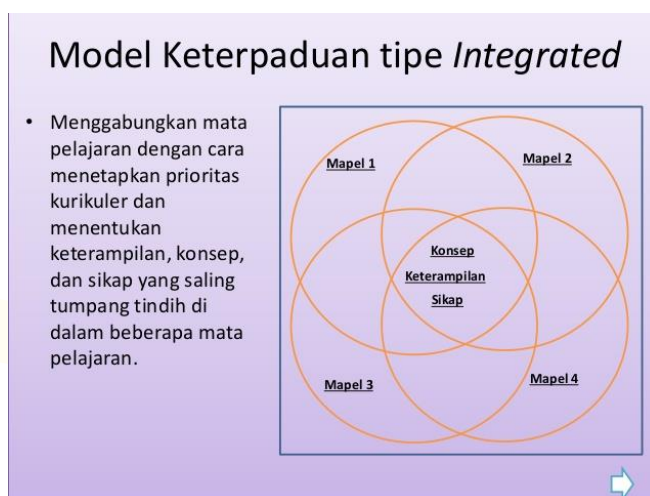 Model Keterpaduan tipe Integrated
• Menggabungkan mata
pelajaran dengan cara
menetapkan prioritas
kurikuler dan
menentukan
keterampilan, konsep,
dan sikap yang saling
tumpang tindih di
dalam beberapa mata
pelajaran.
Mapel 1
Mapel 2
Konsep
Keterampilan
Sikap
Mapel 3
Mapel 4